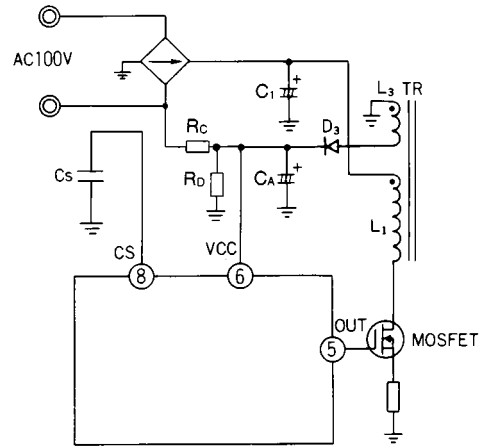 AC100V
C1
+
L3
TR
D3
RC
RD
CA
+
CS
L1
CS
VCC
8
6
OUT
5
MOSFET